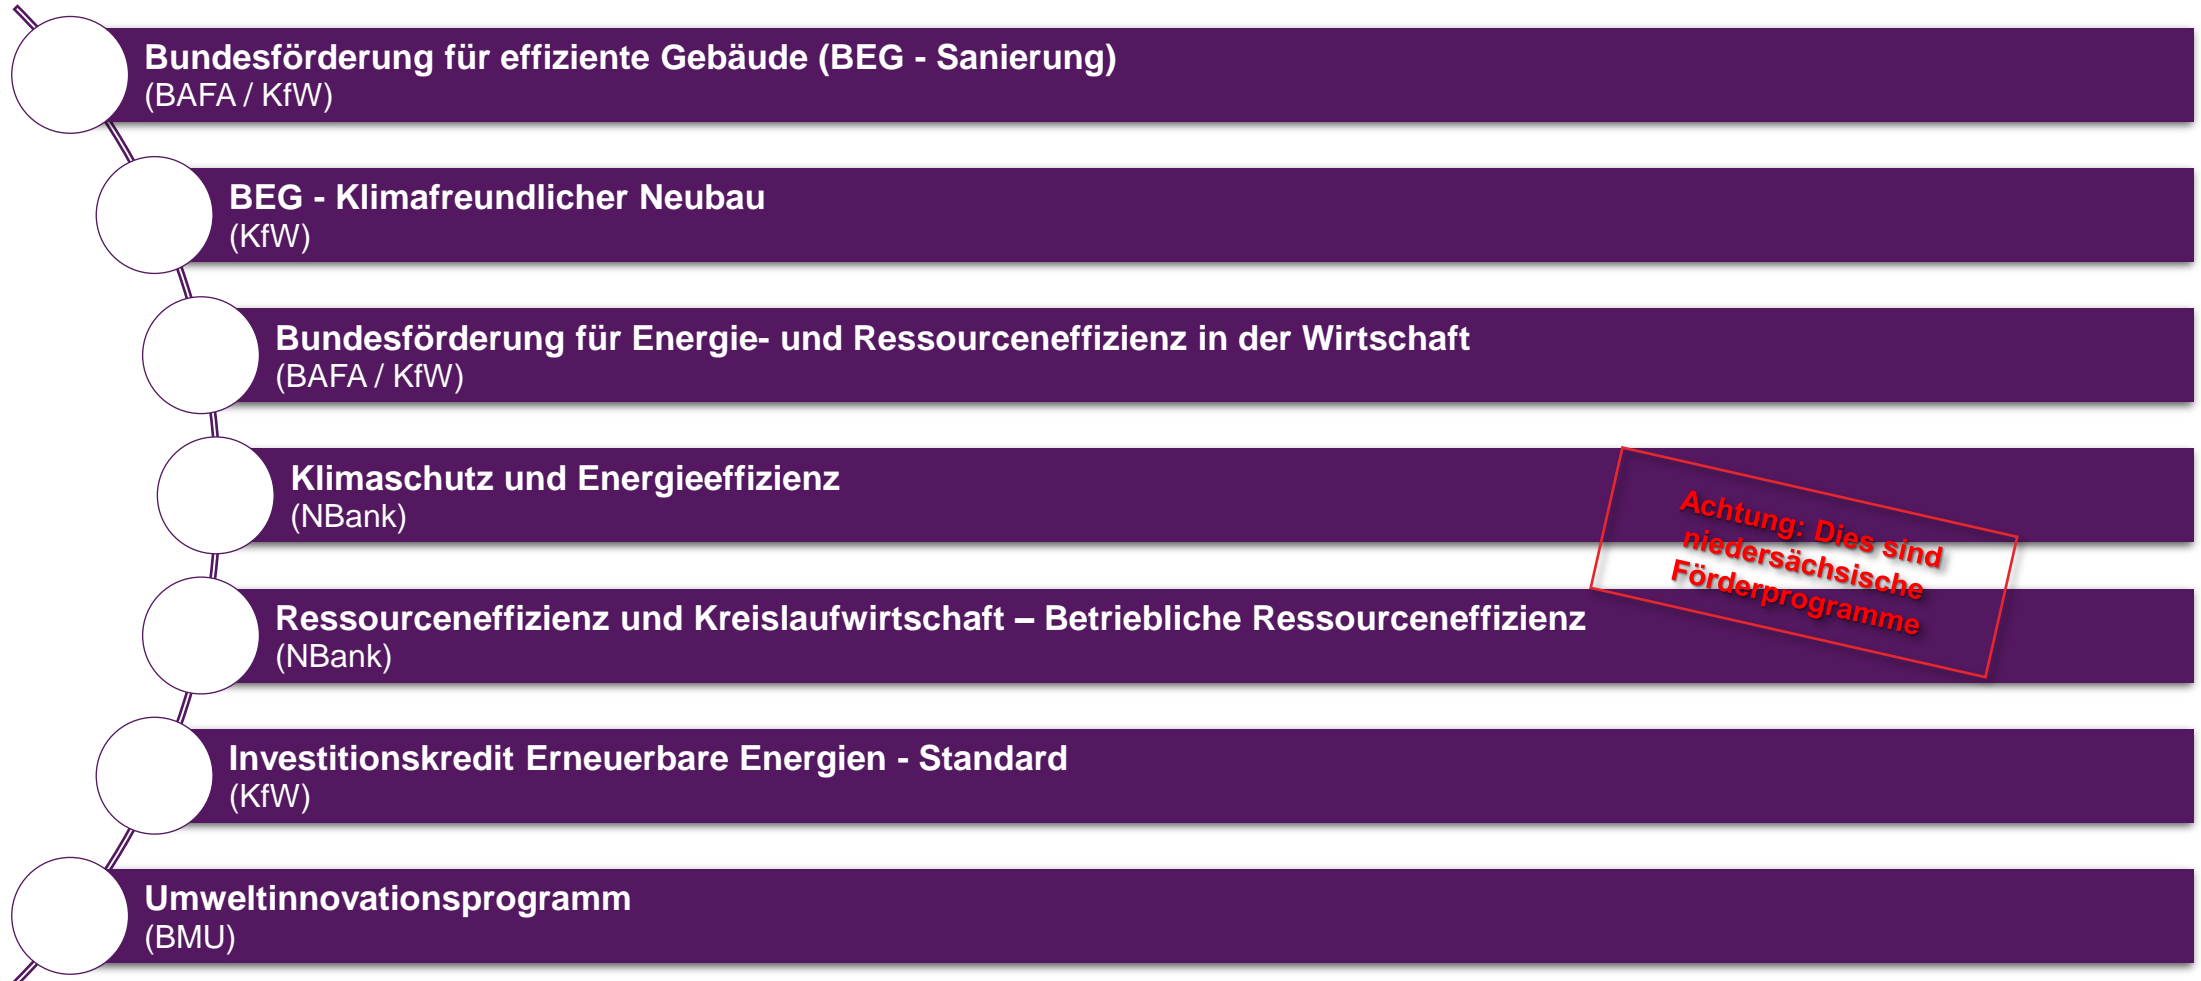 Bundesförderung für effiziente Gebäude (BEG - Sanierung)
(BAFA / KfW)
BEG - Klimafreundlicher Neubau
(KfW)
Bundesförderung für Energie- und Ressourceneffizienz in der Wirtschaft
(BAFA / KfW)
Klimaschutz und Energieeffizienz
(NBank)
Achtung: Dies sind
niedersächsische
Förderprogramme
Ressourceneffizienz und Kreislaufwirtschaft – Betriebliche Ressourceneffizienz
(NBank)
Investitionskredit Erneuerbare Energien - Standard
(KfW)
Umweltinnovationsprogramm
(BMU)